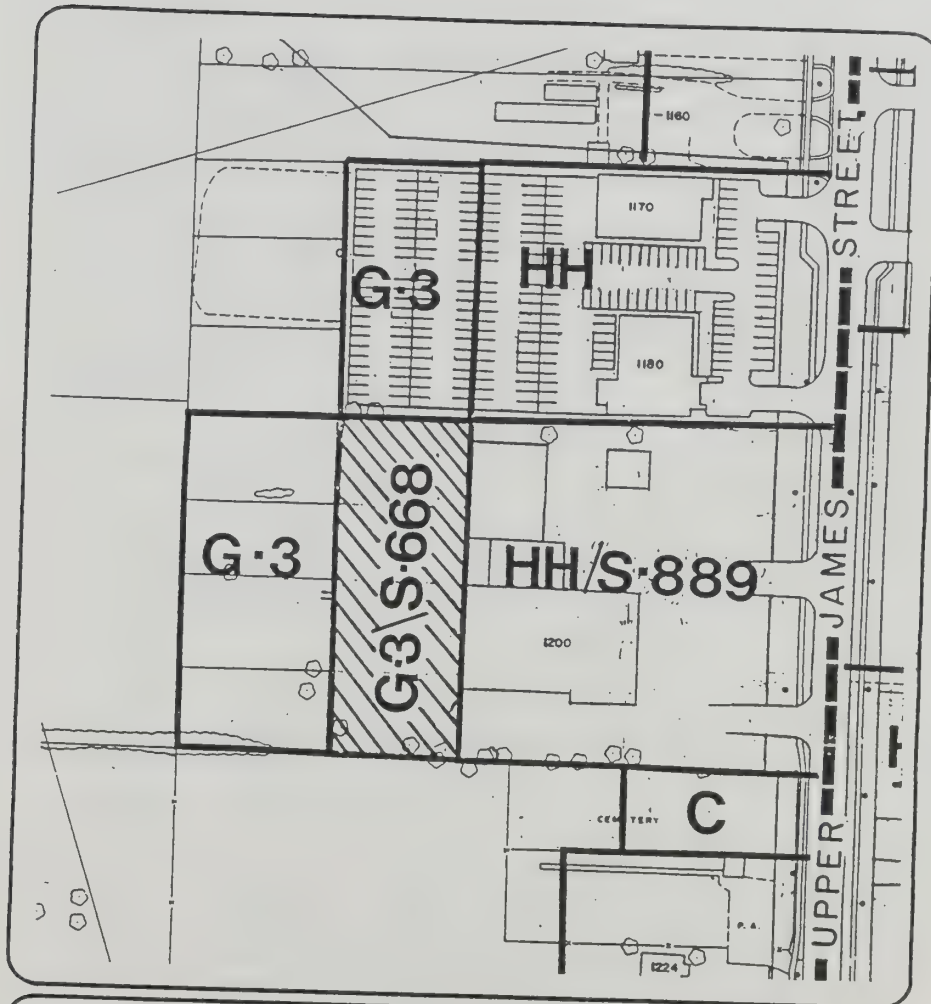 1160
1170
G·3
HH
1180
G·3
G·3/S·668
HH/S·889
1200
CEMETERY
C
P. A.
1224
UPPER JAMES STREET